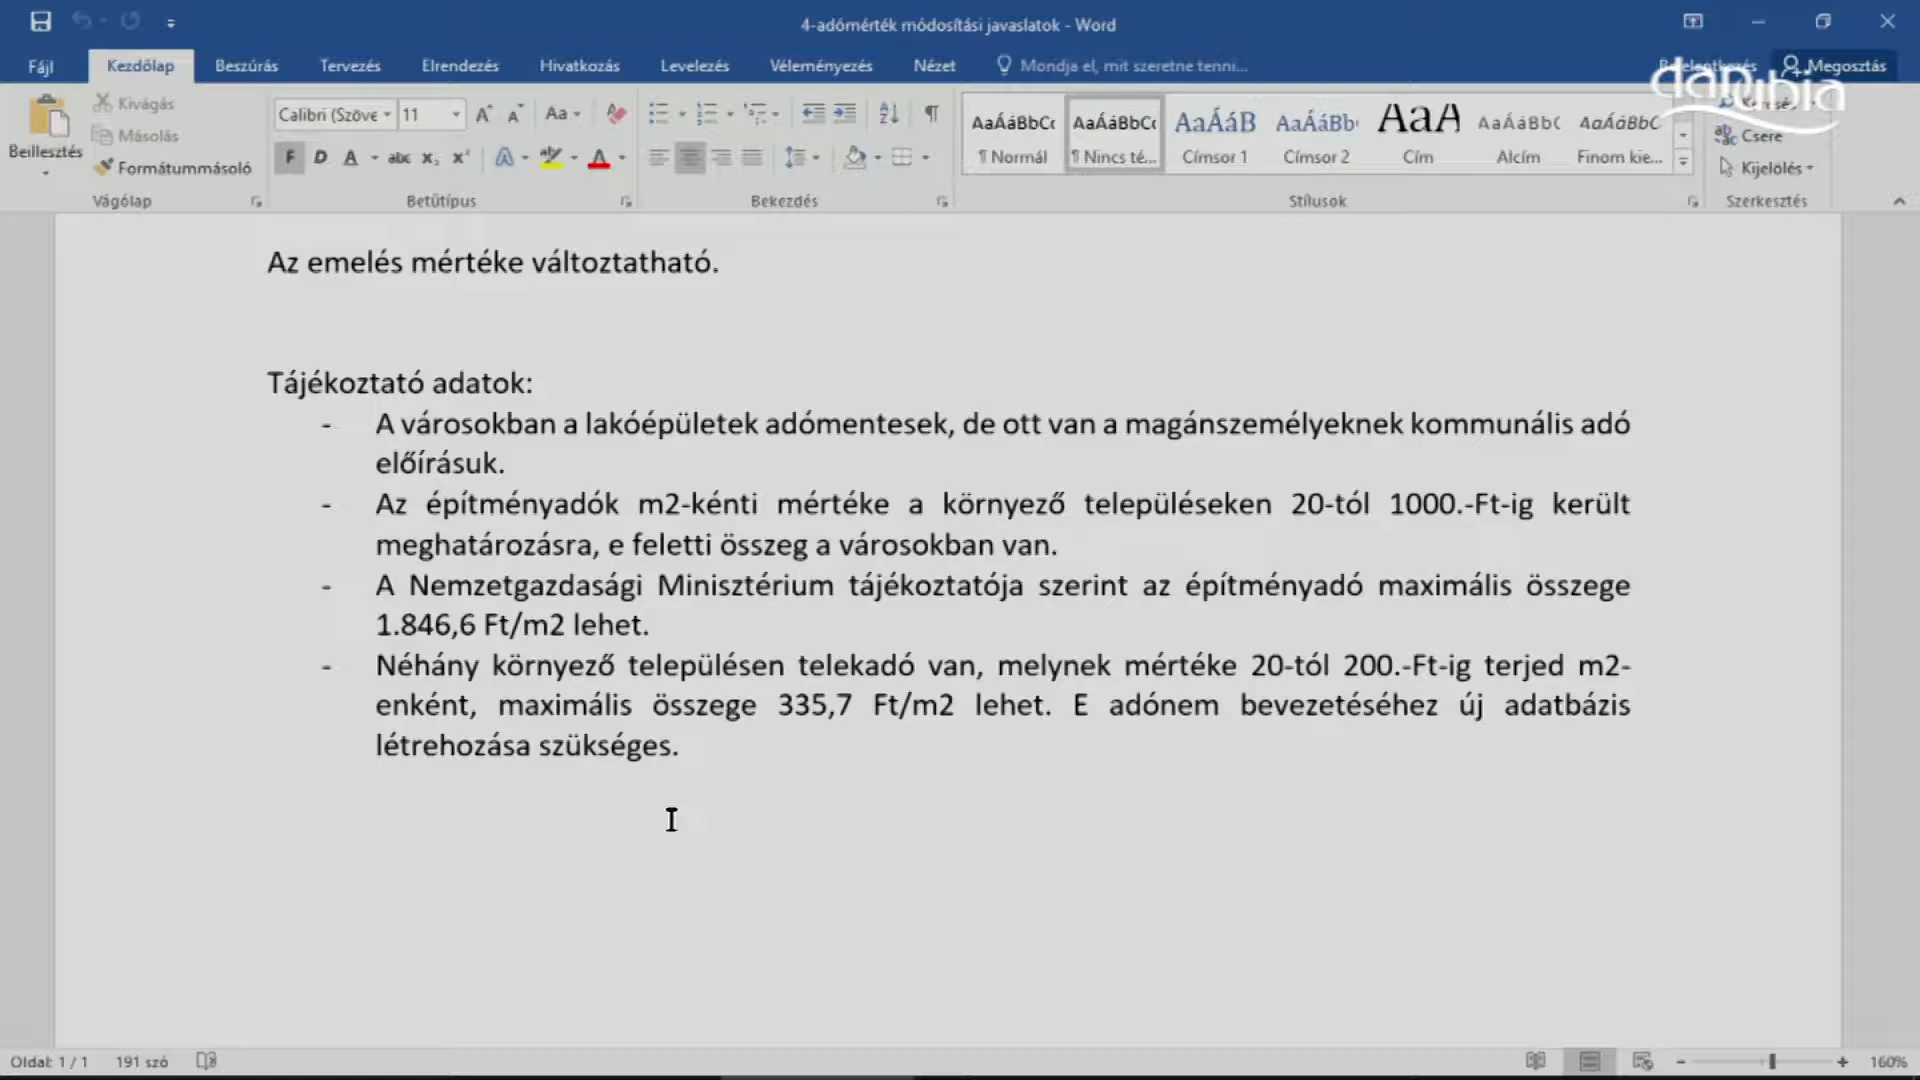 4-adómérték módosítási javaslatok - Word
Fájl Kezdőlap Beszúrás Tervezés Elrendezés Hivatkozás Levelezés Véleményezés Nézet Mondja el, mit szeretne tenni... Megosztás
danubia
Beillesztés
Kivágás
Másolás
Formátummásoló
Vágólap
Calibri (Szöve 11 Aa
F D A abc x₂ x² A ab A
Betűtípus
Bekezdés
AaÁáBbCc AaÁáBbCc AaÁáB AaÁáBb AaA AaÁáBbC AaÁáBbC
¶ Normál ¶ Nincs té... Címsor 1 Címsor 2 Cím Alcím Finom kie...
Stílusok
Csere
Kijelölés
Szerkesztés
Az emelés mértéke változtatható.
Tájékoztató adatok:
- A városokban a lakóépületek adómentesek, de ott van a magánszemélyeknek kommunális adó
előírásuk.
- Az építményadók m2-kénti mértéke a környező településeken 20-tól 1000.-Ft-ig került
meghatározásra, e feletti összeg a városokban van.
- A Nemzetgazdasági Minisztérium tájékoztatója szerint az építményadó maximális összege
1.846,6 Ft/m2 lehet.
- Néhány környező településen telekadó van, melynek mértéke 20-tól 200.-Ft-ig terjed m2-
enként, maximális összege 335,7 Ft/m2 lehet. E adónem bevezetéséhez új adatbázis
létrehozása szükséges.
Oldal: 1 / 1 191 szó 160%